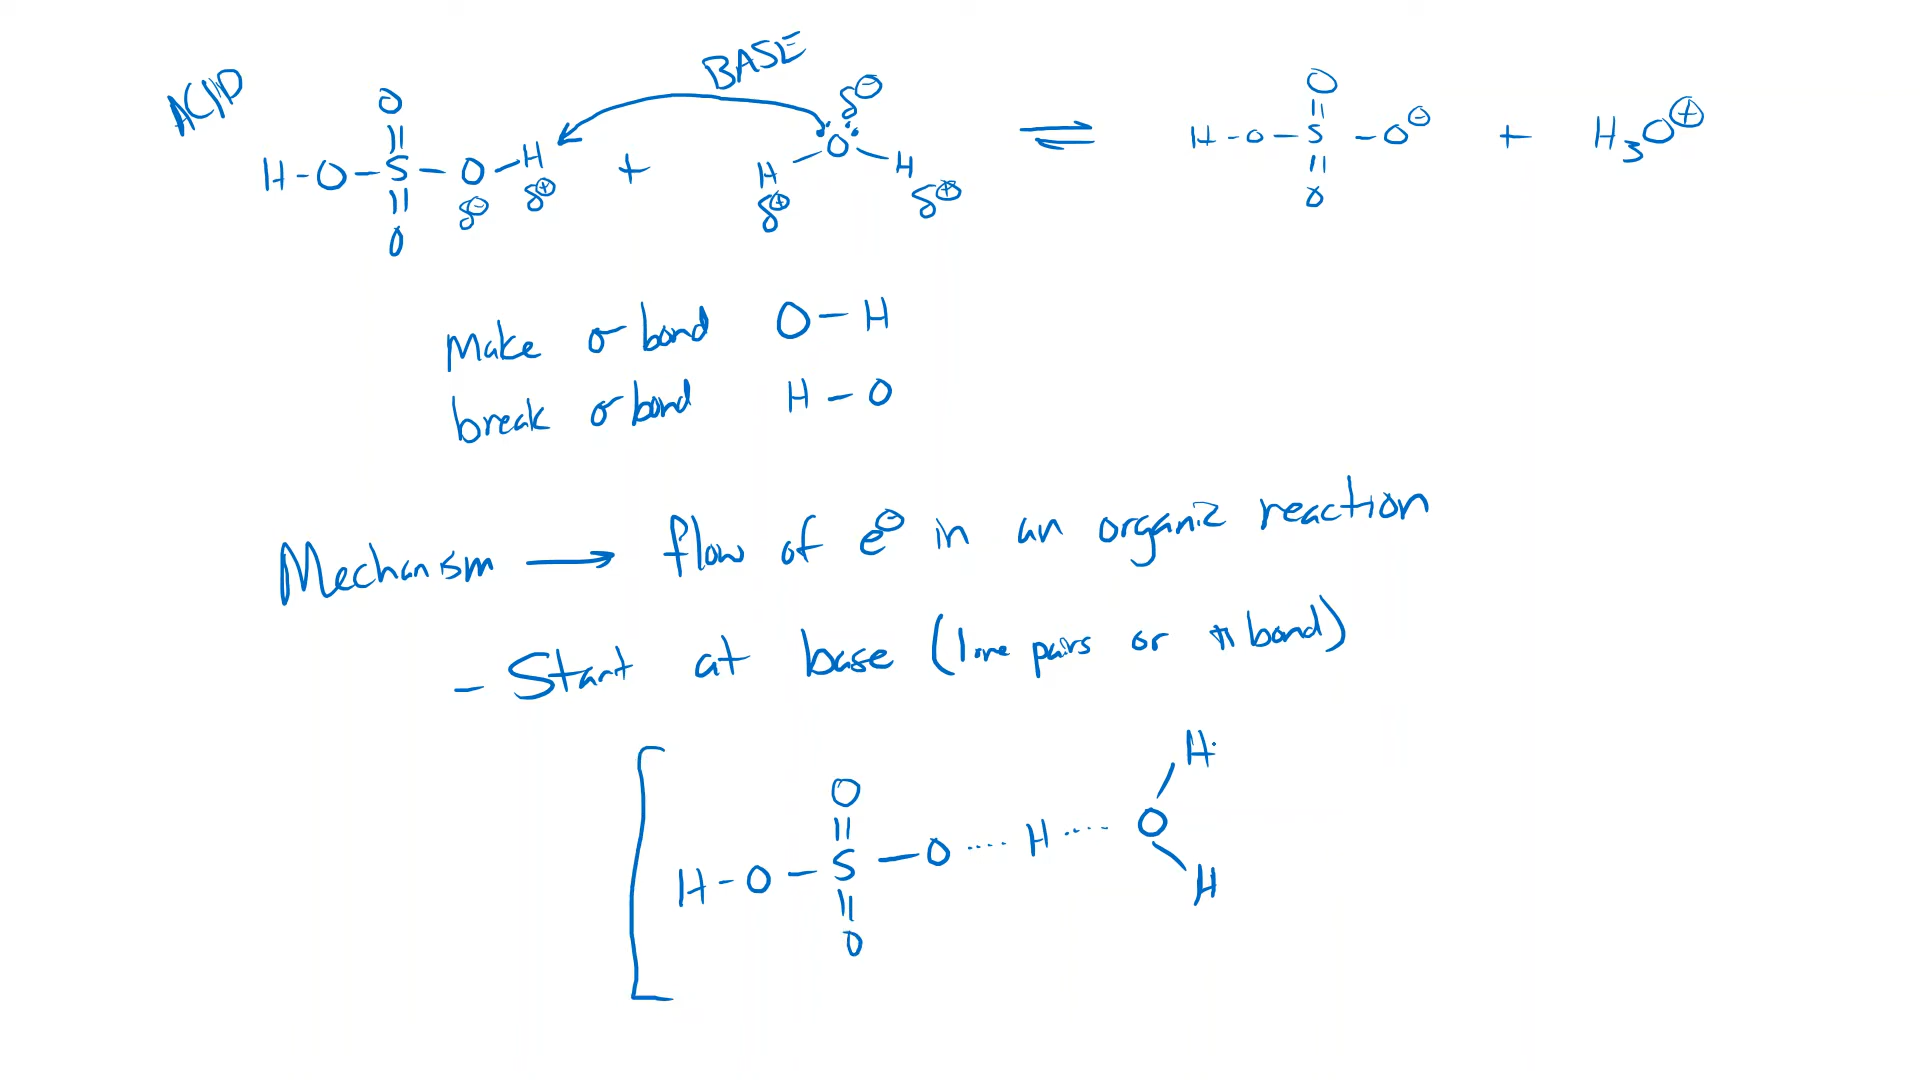 ACID
BASE
O δ⊖ O
H-O-S-O-H + H O H ⇌ H-O-S-O⊖ + H3O⊕
δ⊖ δ⊕ δ⊕ δ⊕
O O
Make σ bond O-H
break σ bond H-O
Mechanism → flow of e⊖ in an organic reaction
- Start at base (lone pairs or π bond)
H
O
H-O-S-O····H····O
O H